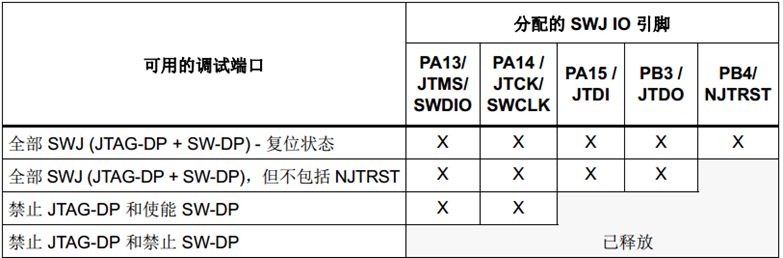 可用的调试端口
分配的 SWJ IO 引脚
PA13/
JTMS/
SWDIO
PA14 /
JTCK/
SWCLK
PA15 /
JTDI
PB3 /
JTDO
PB4/
NJTRST
全部 SWJ (JTAG-DP + SW-DP) - 复位状态 X X X X X
全部 SWJ (JTAG-DP + SW-DP)，但不包括 NJTRST X X X X
禁止 JTAG-DP 和使能 SW-DP X X
禁止 JTAG-DP 和禁止 SW-DP 已释放